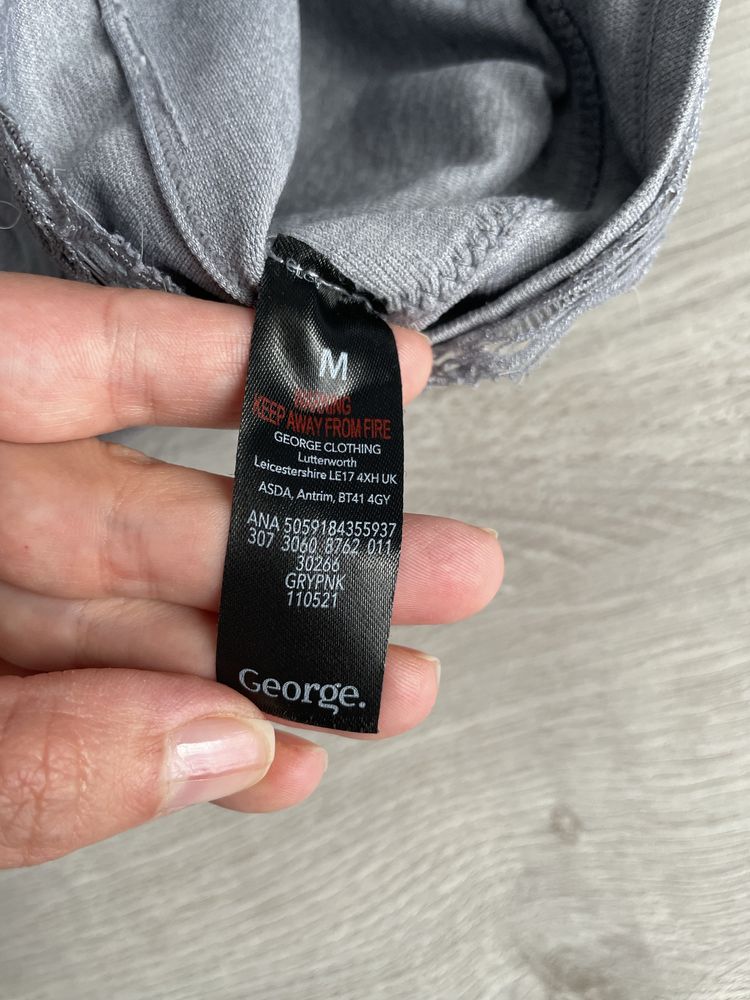 M
WARNING
KEEP AWAY FROM FIRE
GEORGE CLOTHING
Lutterworth
Leicestershire LE17 4XH UK
ASDA, Antrim, BT41 4GY
ANA 5059184355937
307 3060 8762 011
30266
GRYPNK
110521
George.